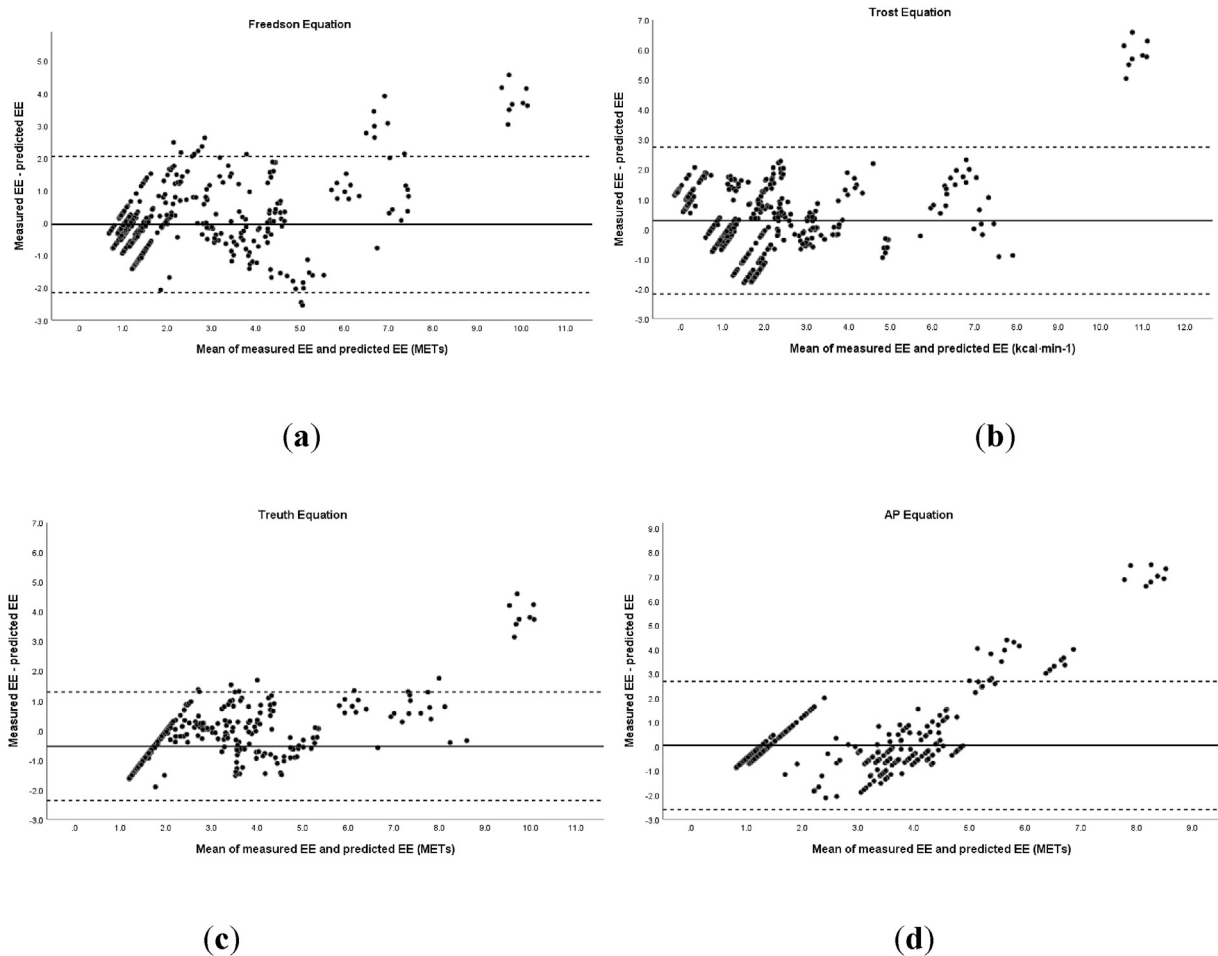 Freedson Equation
Measured EE - predicted EE
5.0
4.0
3.0
2.0
1.0
.0
-1.0
-2.0
-3.0
.0 1.0 2.0 3.0 4.0 5.0 6.0 7.0 8.0 9.0 10.0 11.0
Mean of measured EE and predicted EE (METs)
(a)
Trost Equation
Measured EE - predicted EE
7.0
6.0
5.0
4.0
3.0
2.0
1.0
.0
-1.0
-2.0
-3.0
.0 1.0 2.0 3.0 4.0 5.0 6.0 7.0 8.0 9.0 10.0 11.0 12.0
Mean of measured EE and predicted EE (kcal·min-1)
(b)
Treuth Equation
Measured EE - predicted EE
7.0
6.0
5.0
4.0
3.0
2.0
1.0
.0
-1.0
-2.0
-3.0
.0 1.0 2.0 3.0 4.0 5.0 6.0 7.0 8.0 9.0 10.0 11.0
Mean of measured EE and predicted EE (METs)
(c)
AP Equation
Measured EE - predicted EE
9.0
8.0
7.0
6.0
5.0
4.0
3.0
2.0
1.0
.0
-1.0
-2.0
-3.0
.0 1.0 2.0 3.0 4.0 5.0 6.0 7.0 8.0 9.0
Mean of measured EE and predicted EE (METs)
(d)